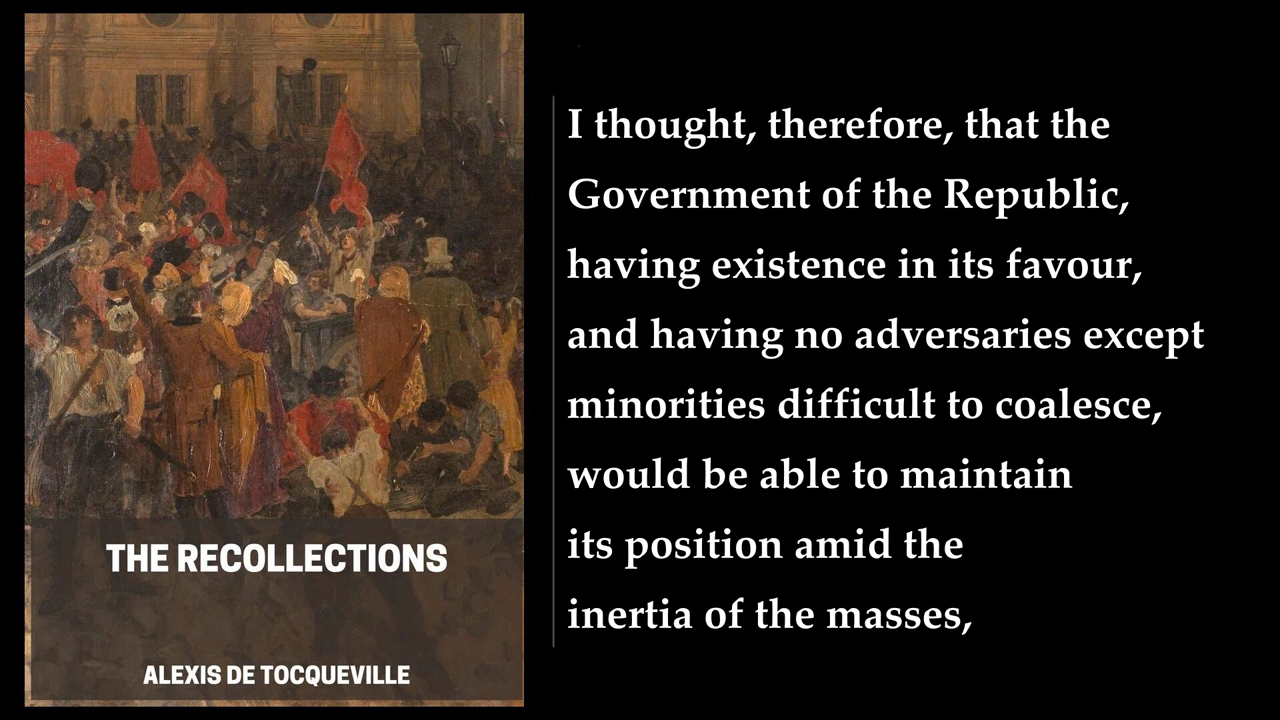 THE RECOLLECTIONS
ALEXIS DE TOCQUEVILLE
I thought, therefore, that the
Government of the Republic,
having existence in its favour,
and having no adversaries except
minorities difficult to coalesce,
would be able to maintain
its position amid the
inertia of the masses,